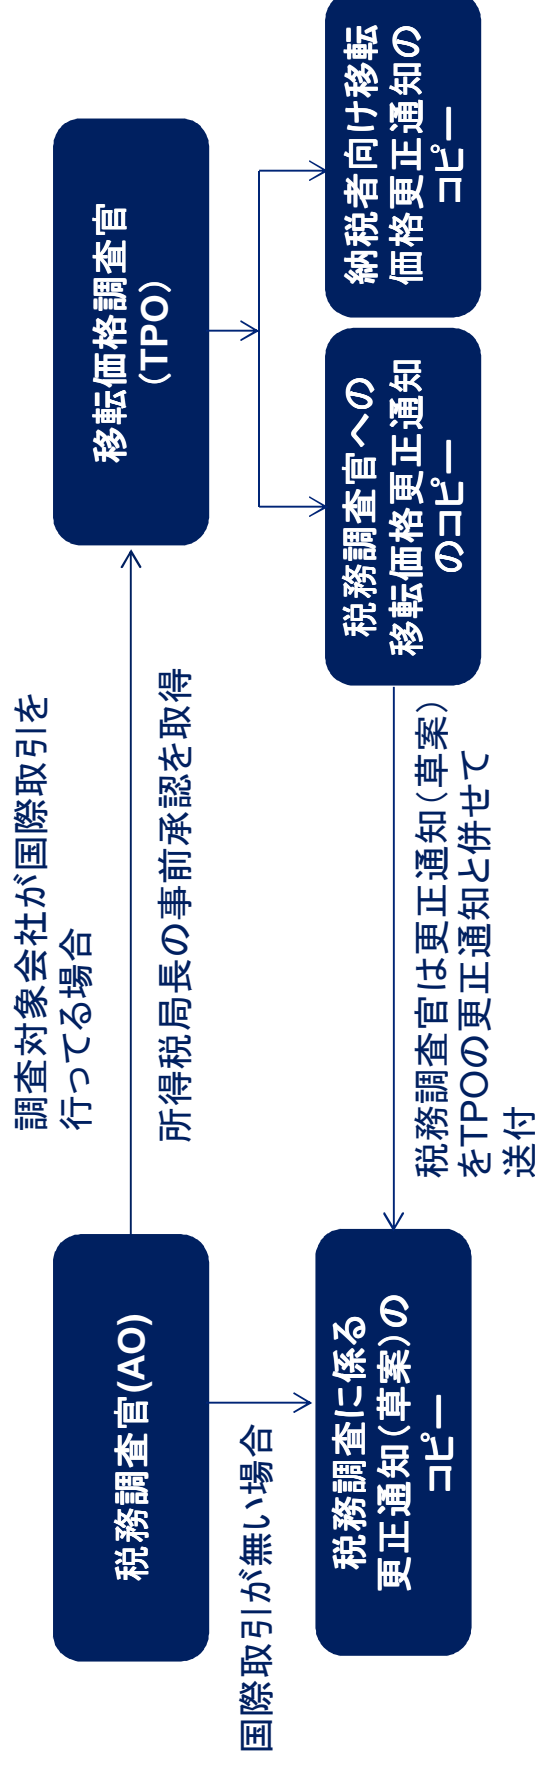 調査対象会社が国際取引を
行ってる場合
税務調査官(AO)
移転価格調査官
（TPO）
所得税局長の事前承認を取得
国際取引が無い場合
税務調査に係る
更正通知（草案）の
コピー
税務調査官への
移転価格更正通知
のコピー
納税者向け移転
価格更正通知の
コピー
税務調査官は更正通知（草案）
をTPOの更正通知と併せて
送付